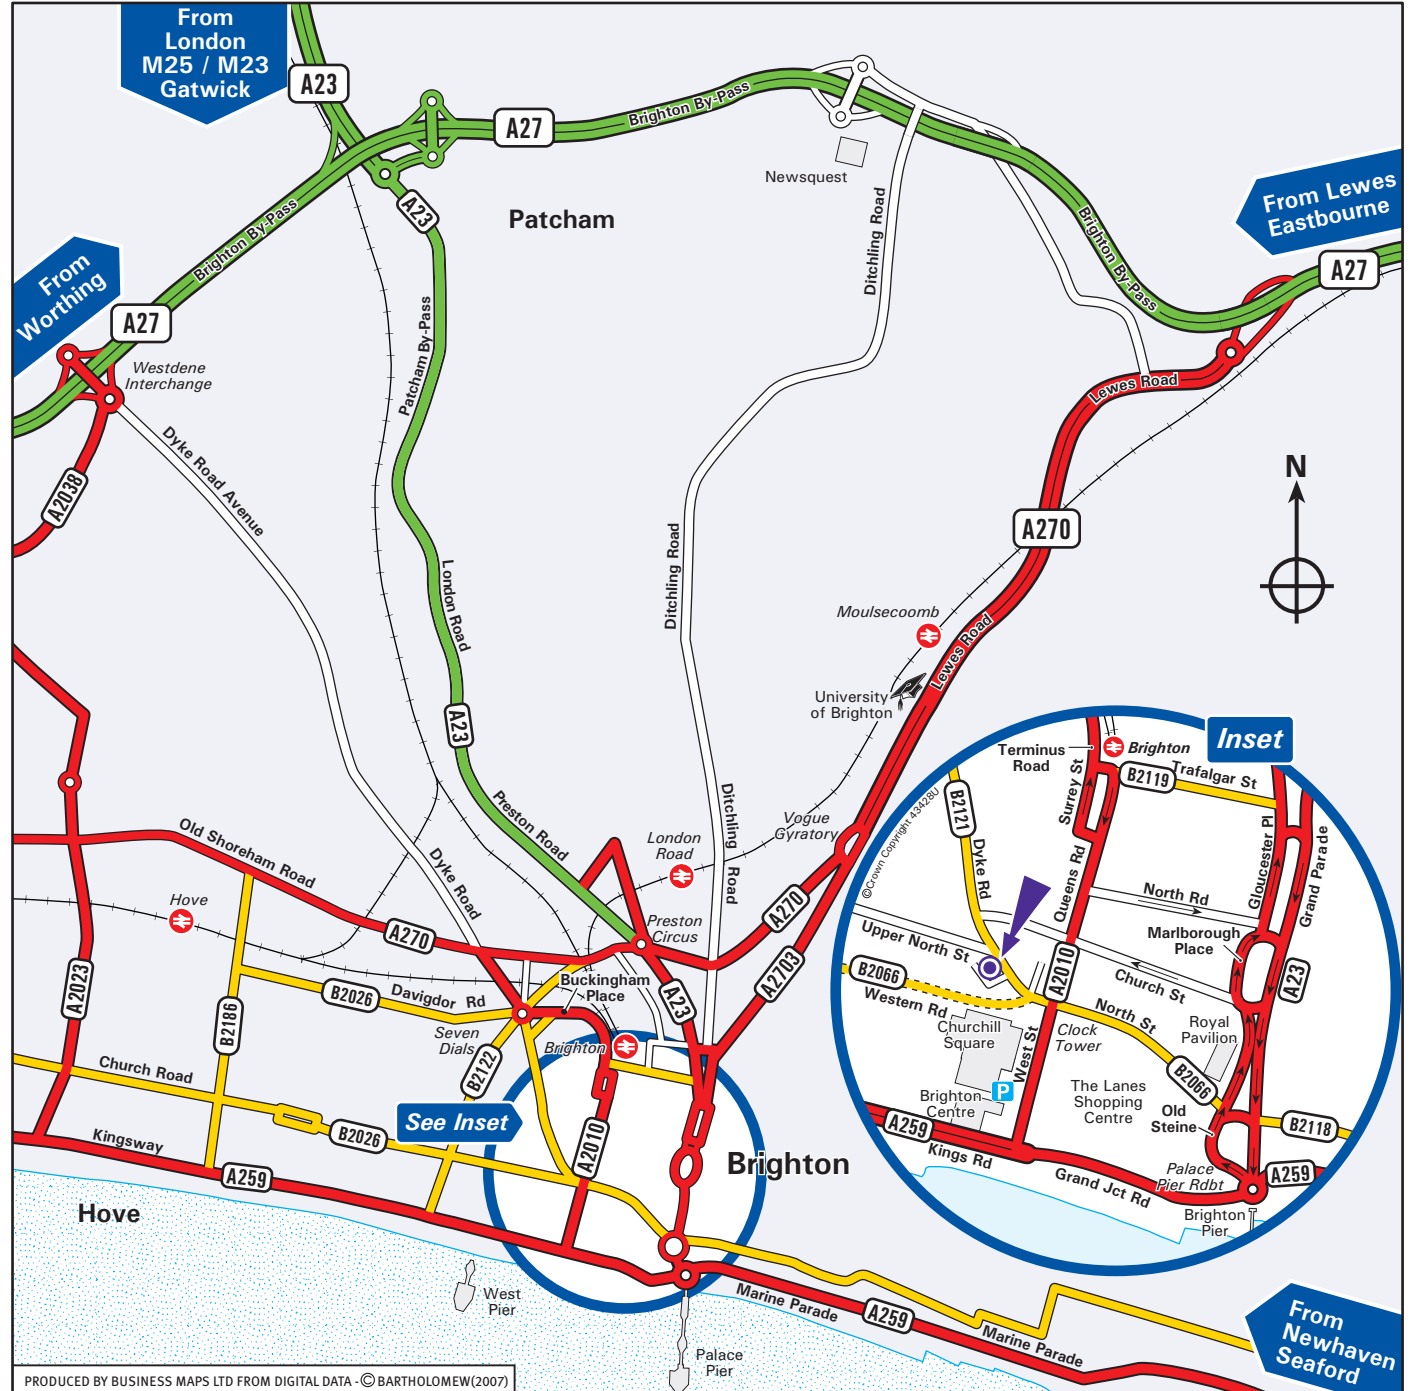 From
London
M25 / M23
Gatwick
A23
A27
Brighton By-Pass
Newsquest
Patcham
A23
Ditchling Road
From Lewes
Eastbourne
A27
Brighton By-Pass
Brighton By-Pass
From
Worthing
A27
Westdene
Interchange
Patcham By-Pass
Lewes Road
Dyke Road Avenue
A2038
London Road
Ditchling Road
A270
N
Moulsecoomb
Lewes Road
University
of Brighton
A23
Preston Road
Ditchling Road
Vogue
Gyratory
London
Road
Old Shoreham Road
Dyke Road
Hove
A270
Preston
Circus
A270
A2703
A2023
B2186
B2026
Davigdor Rd
Buckingham
Place
A23
Seven
Dials
Brighton
B2122
Church Road
See Inset
B2026
A2010
Kingsway
A259
Brighton
Hove
West
Pier
Marine Parade
A259
Marine Parade
Palace
Pier
From
Newhaven
Seaford
Inset
Terminus
Road
Brighton
B2119
Trafalgar St
Surrey St
B2121
©Crown Copyright 43428U
Dyke Rd
Queens Rd
Gloucester Pl
Grand Parade
North Rd
Marlborough
Place
Upper North St
B2066
Western Rd
A2010
Church St
A23
North St
Royal
Pavilion
Churchill
Square
West St
Clock
Tower
B2066
P
Brighton
Centre
The Lanes
Shopping
Centre
Old
Steine
B2118
A259
Kings Rd
Grand Jct Rd
Palace
Pier Rdbt
A259
Brighton
Pier
PRODUCED BY BUSINESS MAPS LTD FROM DIGITAL DATA - © BARTHOLOMEW(2007)